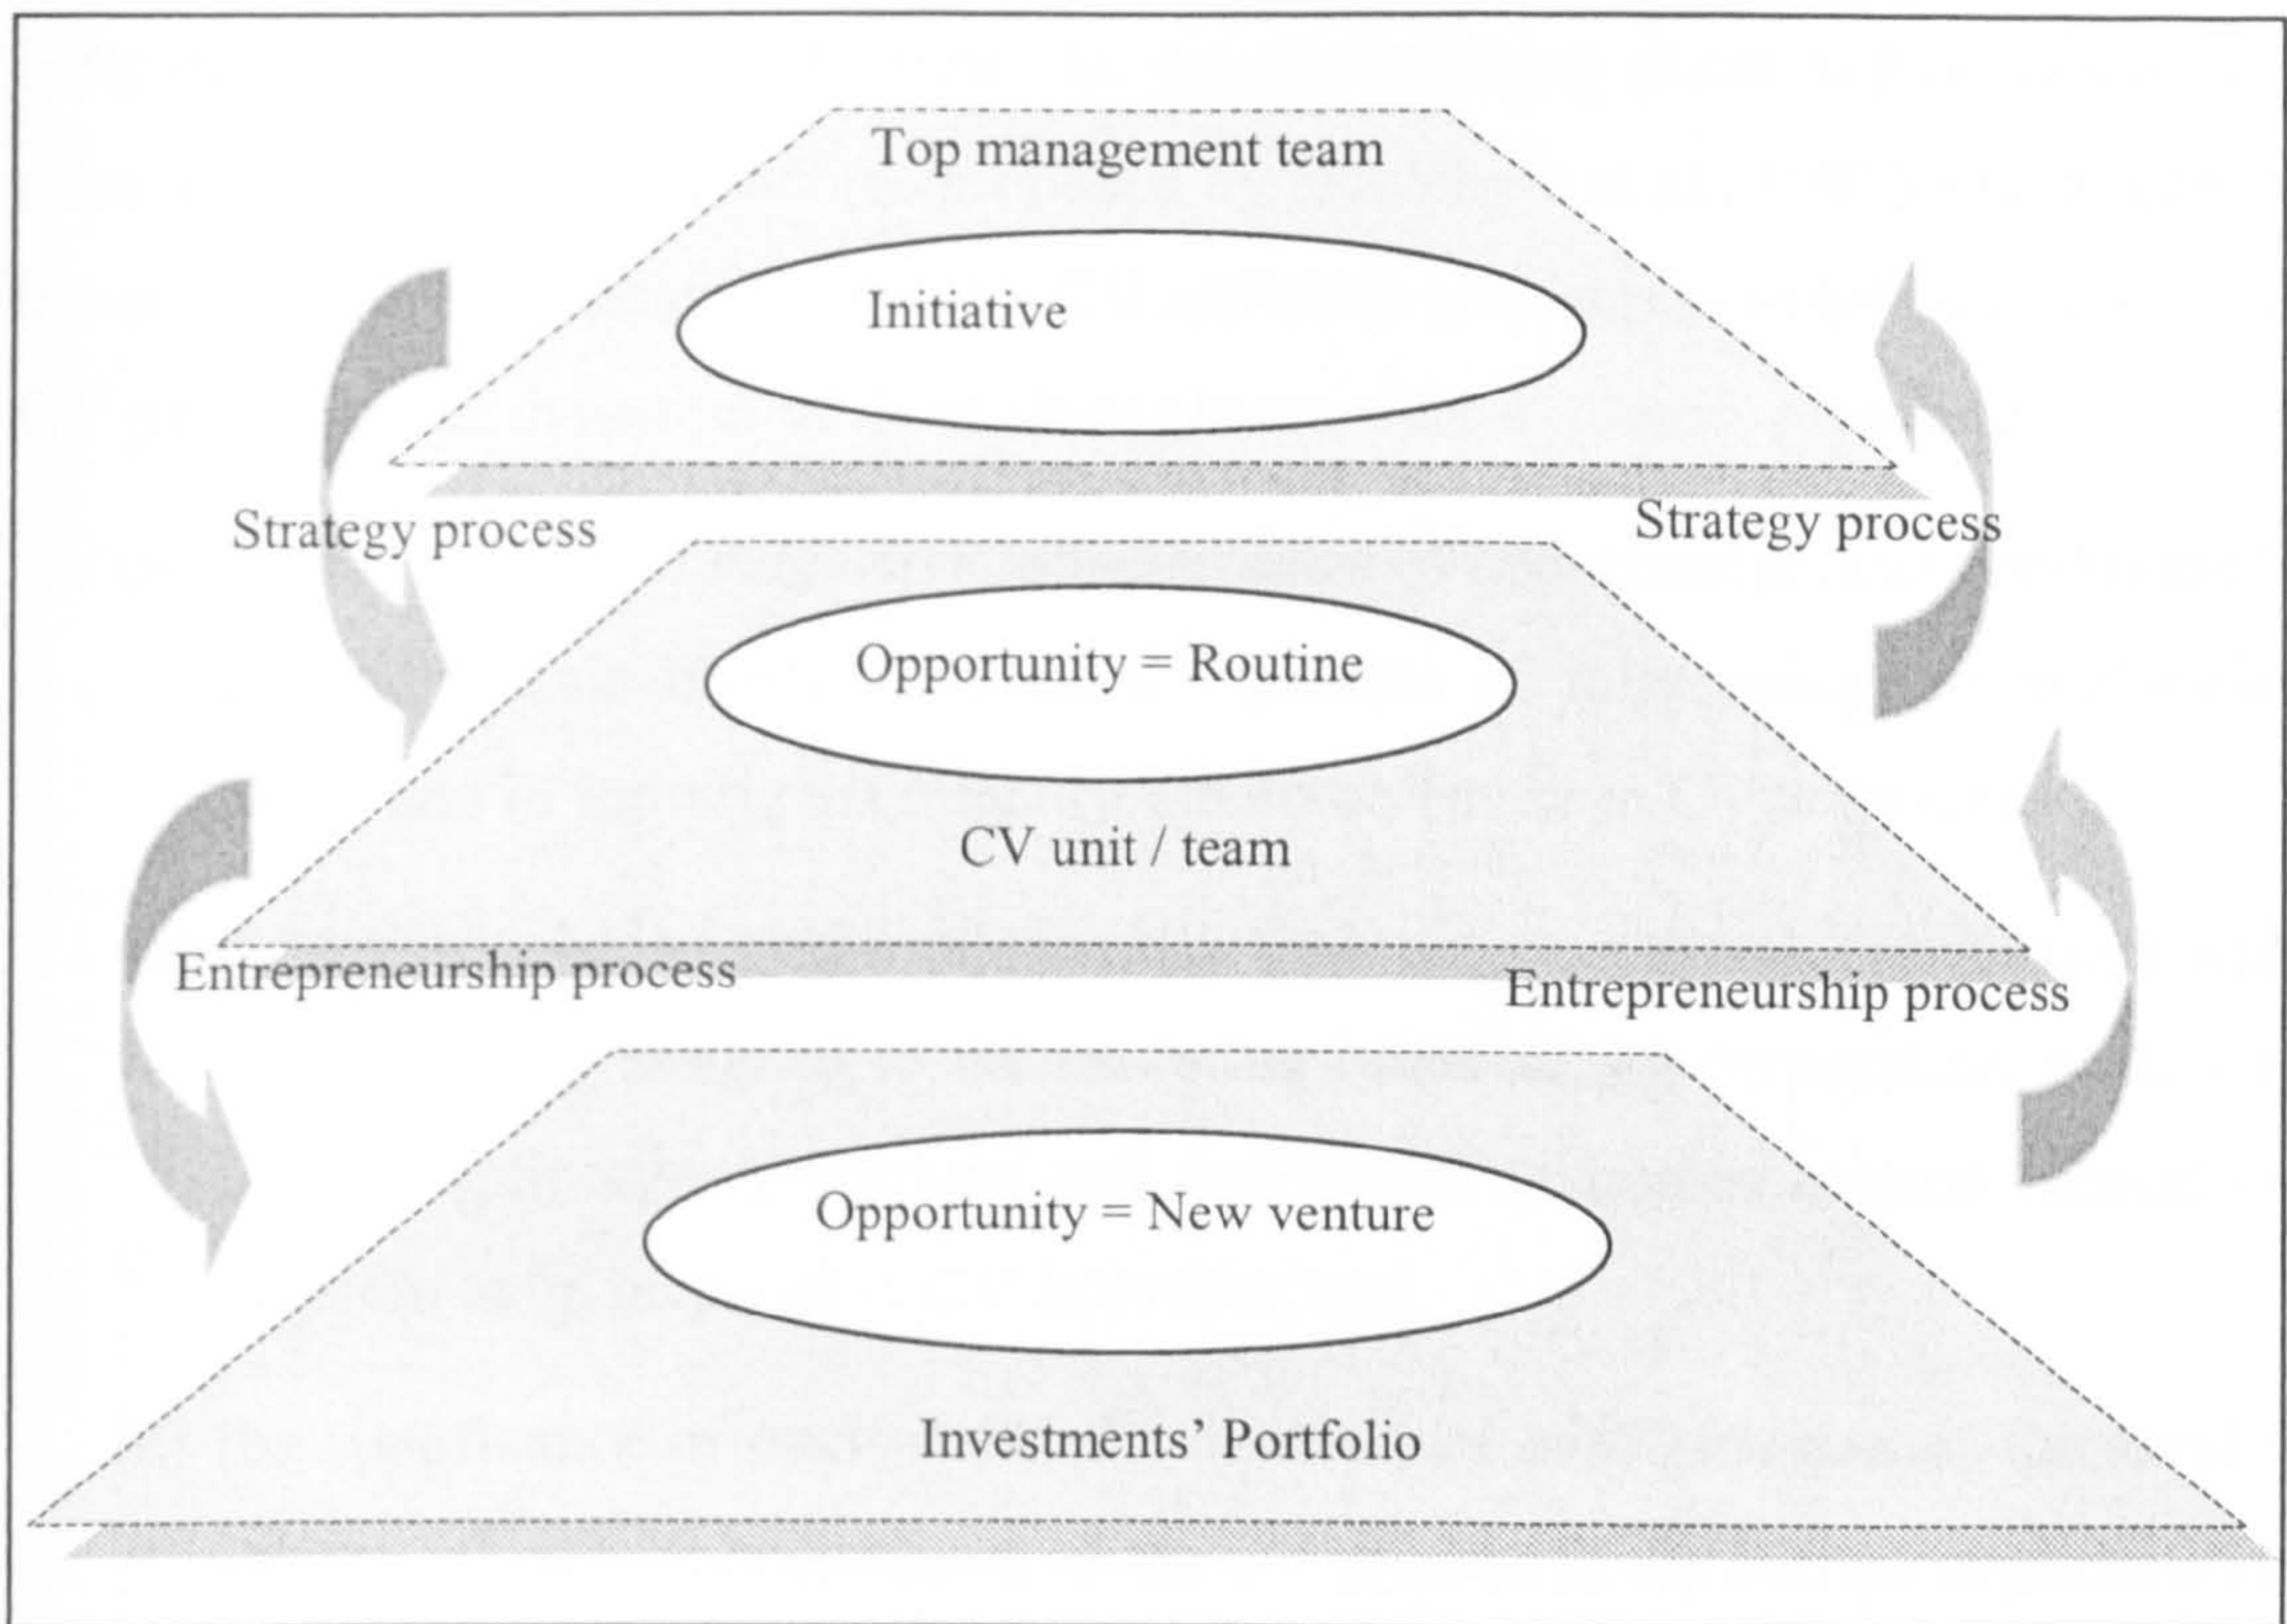 Top management team
Initiative
Strategy process
Strategy process
Opportunity = Routine
CV unit / team
Entrepreneurship process
Entrepreneurship process
Opportunity = New venture
Investments’ Portfolio